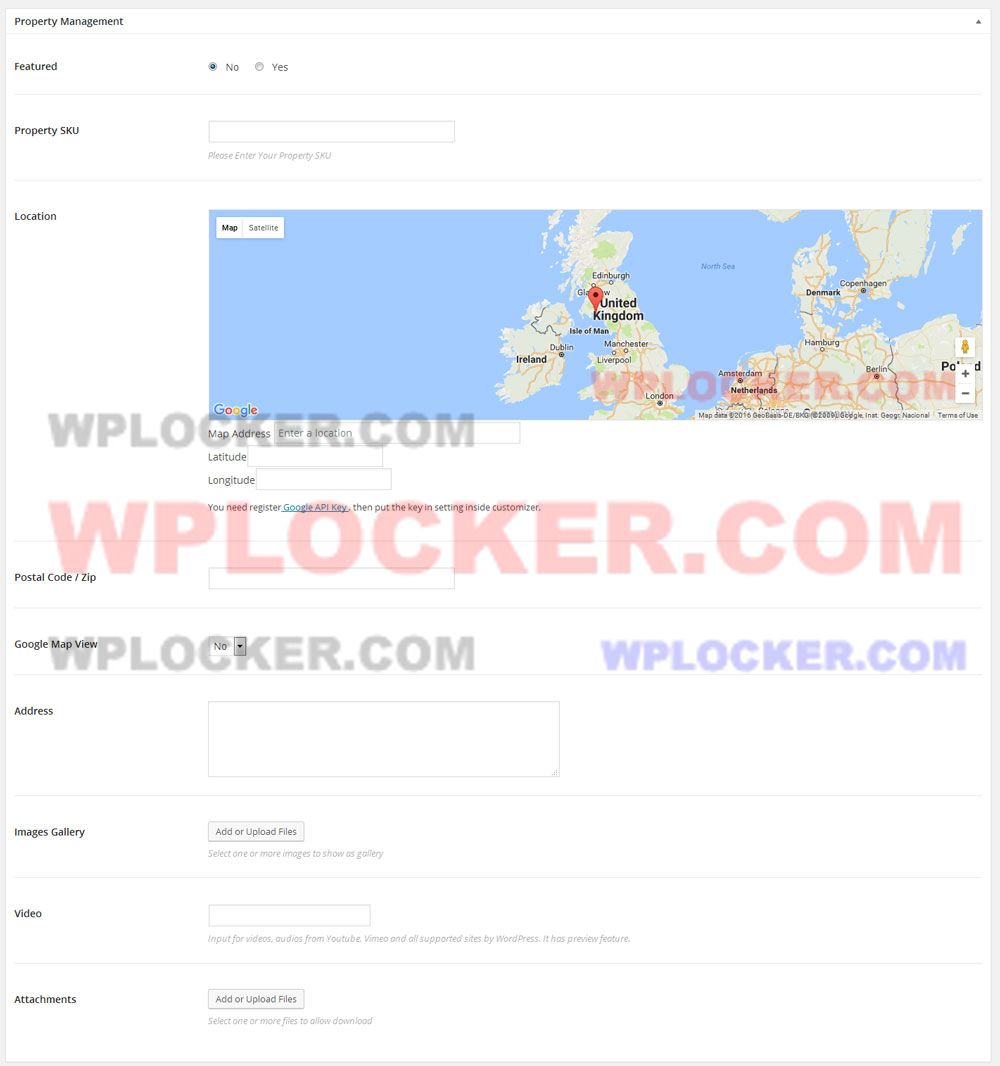 Property Management
Featured
No Yes
Property SKU
Please Enter Your Property SKU
Location
Map Satellite
North Sea
Edinburgh
Copenhagen
Denmark
United
Kingdom
Isle of Man
Dublin
Manchester
Hamburg
Ireland
Liverpool
Amsterdam
Berlin
Netherlands
London
WPLOCKER.COM
Google
Map data ©2016 GeoBasis-DE/BKG (©2009), Google, Inst. Geogr. Nacional Terms of Use
WPLOCKER.COM
Map Address Enter a location
Latitude
Longitude
You need register Google API Key , then put the key in setting inside customizer.
WPLOCKER.COM
Postal Code / Zip
Google Map View No
WPLOCKER.COM
WPLOCKER.COM
Address
Images Gallery
Add or Upload Files
Select one or more images to show as gallery
Video
Input for videos, audios from Youtube, Vimeo and all supported sites by WordPress. It has preview feature.
Attachments
Add or Upload Files
Select one or more files to allow download